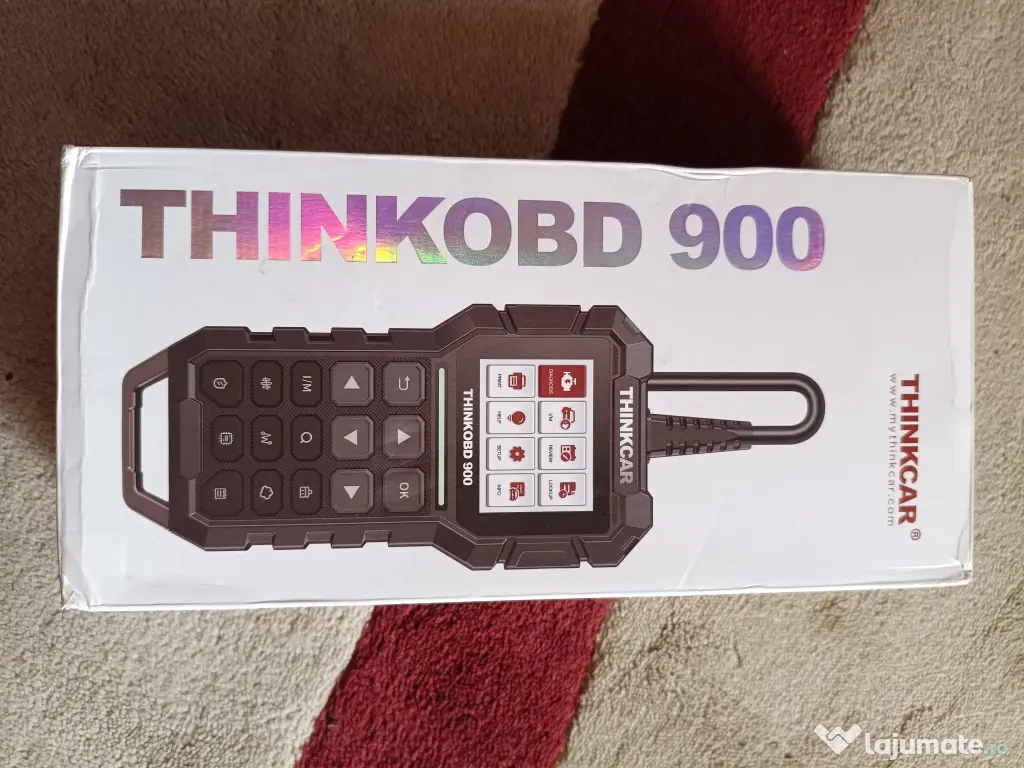 THINKOBD 900
THINKCAR®
www.mythinkcar.com
THINKCAR
DIAGNOSE
I/M
REVIEW
LOOKUP
PRINT
HELP
SETUP
INFO
THINKOBD 900
OK
I/M
lajumate.ro